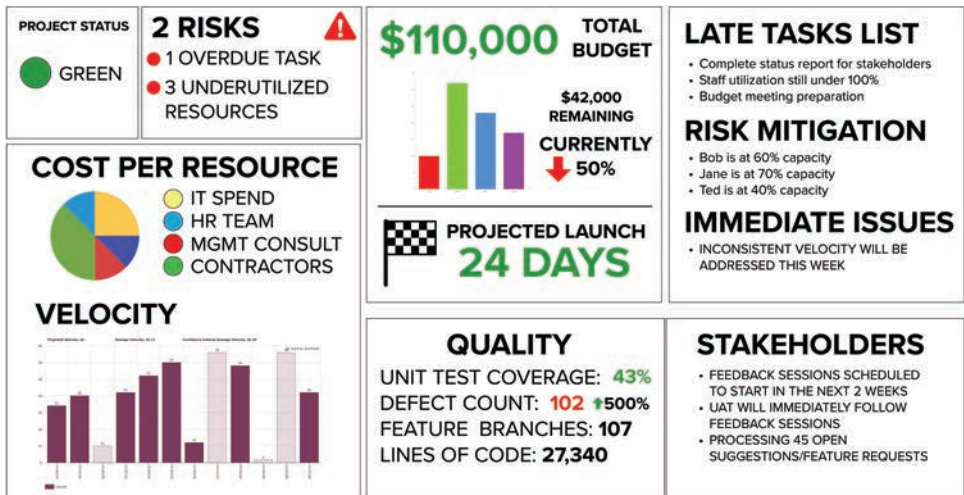 PROJECT STATUS
GREEN
2 RISKS
1 OVERDUE TASK
3 UNDERUTILIZED
RESOURCES
COST PER RESOURCE
IT SPEND
HR TEAM
MGMT CONSULT
CONTRACTORS
VELOCITY
$110,000
TOTAL
BUDGET
$42,000
REMAINING
CURRENTLY
50%
PROJECTED LAUNCH
24 DAYS
LATE TASKS LIST
• Complete status report for stakeholders
• Staff utilization still under 100%
• Budget meeting preparation
RISK MITIGATION
• Bob is at 60% capacity
• Jane is at 70% capacity
• Ted is at 40% capacity
IMMEDIATE ISSUES
• INCONSISTENT VELOCITY WILL BE
ADDRESSED THIS WEEK
QUALITY
UNIT TEST COVERAGE: 43%
DEFECT COUNT: 102 500%
FEATURE BRANCHES: 107
LINES OF CODE: 27,340
STAKEHOLDERS
• FEEDBACK SESSIONS SCHEDULED
TO START IN THE NEXT 2 WEEKS
• UAT WILL IMMEDIATELY FOLLOW
FEEDBACK SESSIONS
• PROCESSING 45 OPEN
SUGGESTIONS/FEATURE REQUESTS